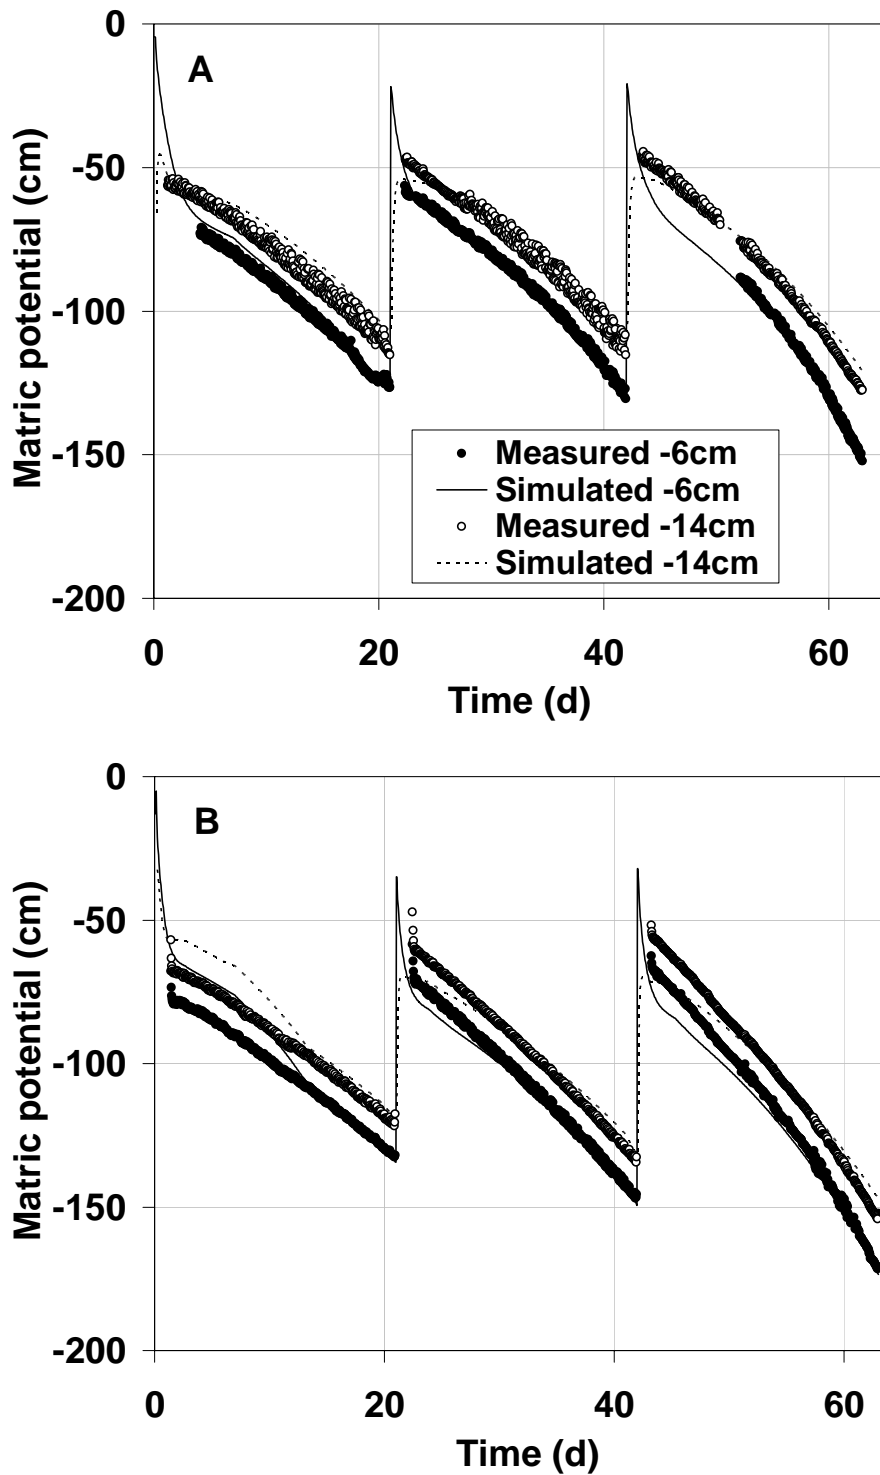 0
A
-50
Matric potential (cm)
-100
-150
Measured -6cm
Simulated -6cm
Measured -14cm
Simulated -14cm
-200
0 20 40 60
Time (d)
0
B
-50
Matric potential (cm)
-100
-150
-200
0 20 40 60
Time (d)